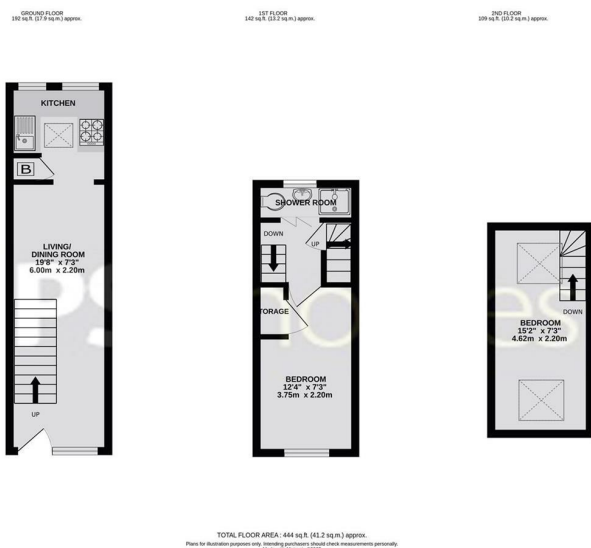 GROUND FLOOR
192 sq.ft. (17.9 sq.m.) approx.
1ST FLOOR
142 sq.ft. (13.2 sq.m.) approx.
2ND FLOOR
109 sq.ft. (10.2 sq.m.) approx.
KITCHEN
B
LIVING/
DINING ROOM
19'8" x 7'3"
6.00m x 2.20m
UP
SHOWER ROOM
DOWN
UP
TORAGE
BEDROOM
12'4" x 7'3"
3.75m x 2.20m
DOWN
BEDROOM
15'2" x 7'3"
4.62m x 2.20m
TOTAL FLOOR AREA : 444 sq.ft. (41.2 sq.m.) approx.
Plans for illustration purposes only. Intending purchasers should check measurements personally.